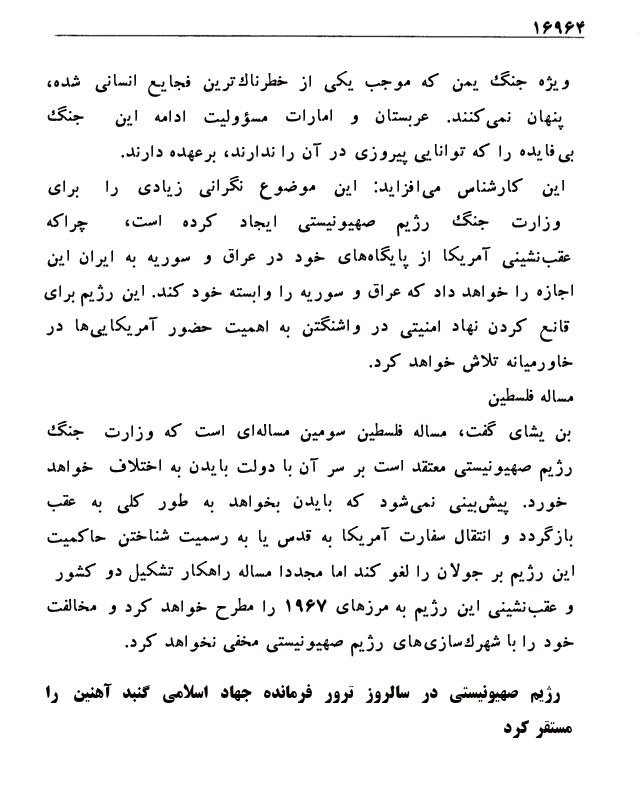 ۱۶۹۶۴
ویژه جنگ یمن که موجب یکی از خطرناک‌ترین فجایع انسانی شده،
پنهان نمی‌کنند. عربستان و امارات مسؤولیت ادامه این جنگ
بی‌فایده را که توانایی پیروزی در آن را ندارند، برعهده دارند.
این کارشناس می‌افزاید: این موضوع نگرانی زیادی را برای
وزارت جنگ رژیم صهیونیستی ایجاد کرده است، چراکه
عقب‌نشینی آمریکا از پایگاه‌های خود در عراق و سوریه به ایران این
اجازه را خواهد داد که عراق و سوریه را وابسته خود کند. این رژیم برای
قانع کردن نهاد امنیتی در واشنگتن به اهمیت حضور آمریکایی‌ها در
خاورمیانه تلاش خواهد کرد.
مساله فلسطین
بن یشای گفت، مساله فلسطین سومین مساله‌ای است که وزارت جنگ
رژیم صهیونیستی معتقد است بر سر آن با دولت بایدن به اختلاف خواهد
خورد. پیش‌بینی نمی‌شود که بایدن بخواهد به طور کلی به عقب
بازگردد و انتقال سفارت آمریکا به قدس یا به رسمیت شناختن حاکمیت
این رژیم بر جولان را لغو کند اما مجددا مساله راهکار تشکیل دو کشور
و عقب‌نشینی این رژیم به مرزهای ۱۹۶۷ را مطرح خواهد کرد و مخالفت
خود را با شهرک‌سازی‌های رژیم صهیونیستی مخفی نخواهد کرد.
رژیم صهیونیستی در سالروز ترور فرمانده جهاد اسلامی گنبد آهنین را
مستقر کرد